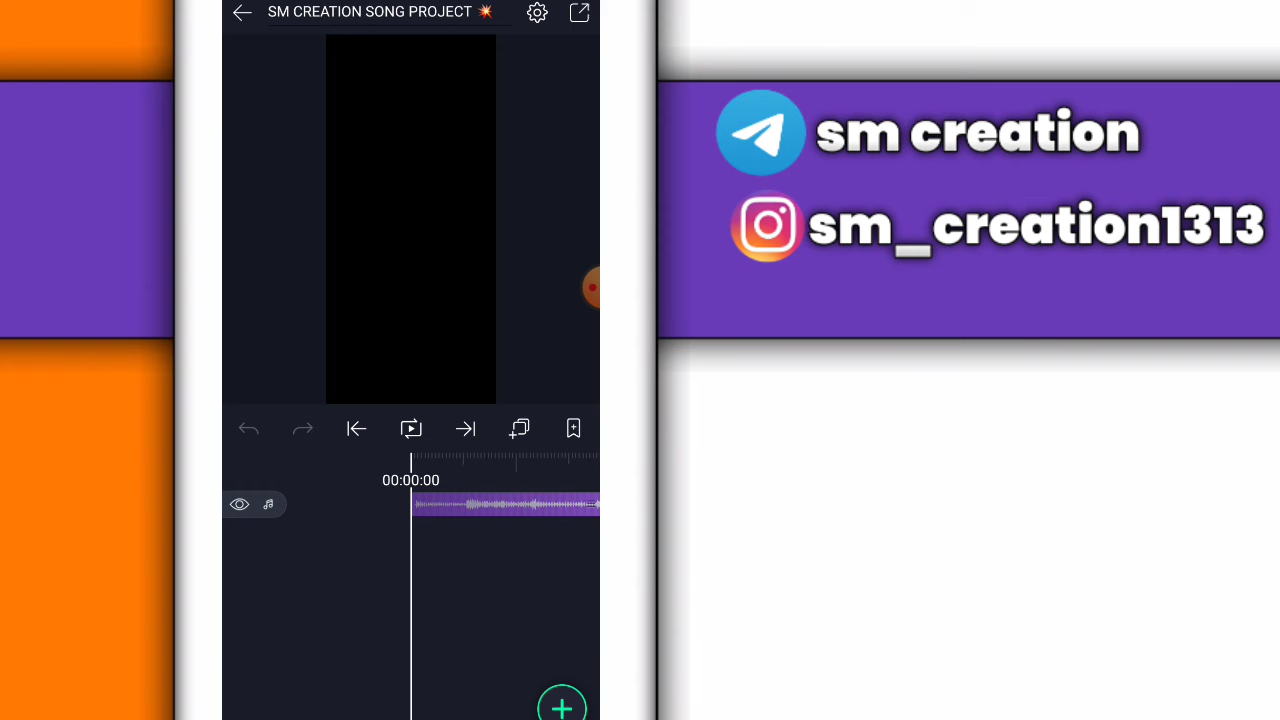 SM CREATION SONG PROJECT 💥
sm creation
sm_creation1313
00:00:00